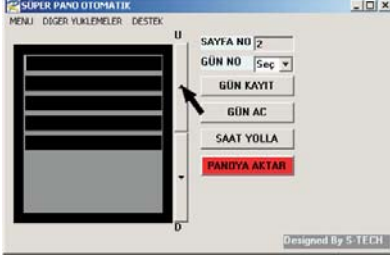 SÜPER PANO OTOMATIK
MENU DIGER YUKLEMELER DESTEK
U
SAYFA NO 2
GÜN NO Seç
GÜN KAYIT
GÜN AC
SAAT YOLLA
PANOYA AKTAR
D
Designed By S-TECH